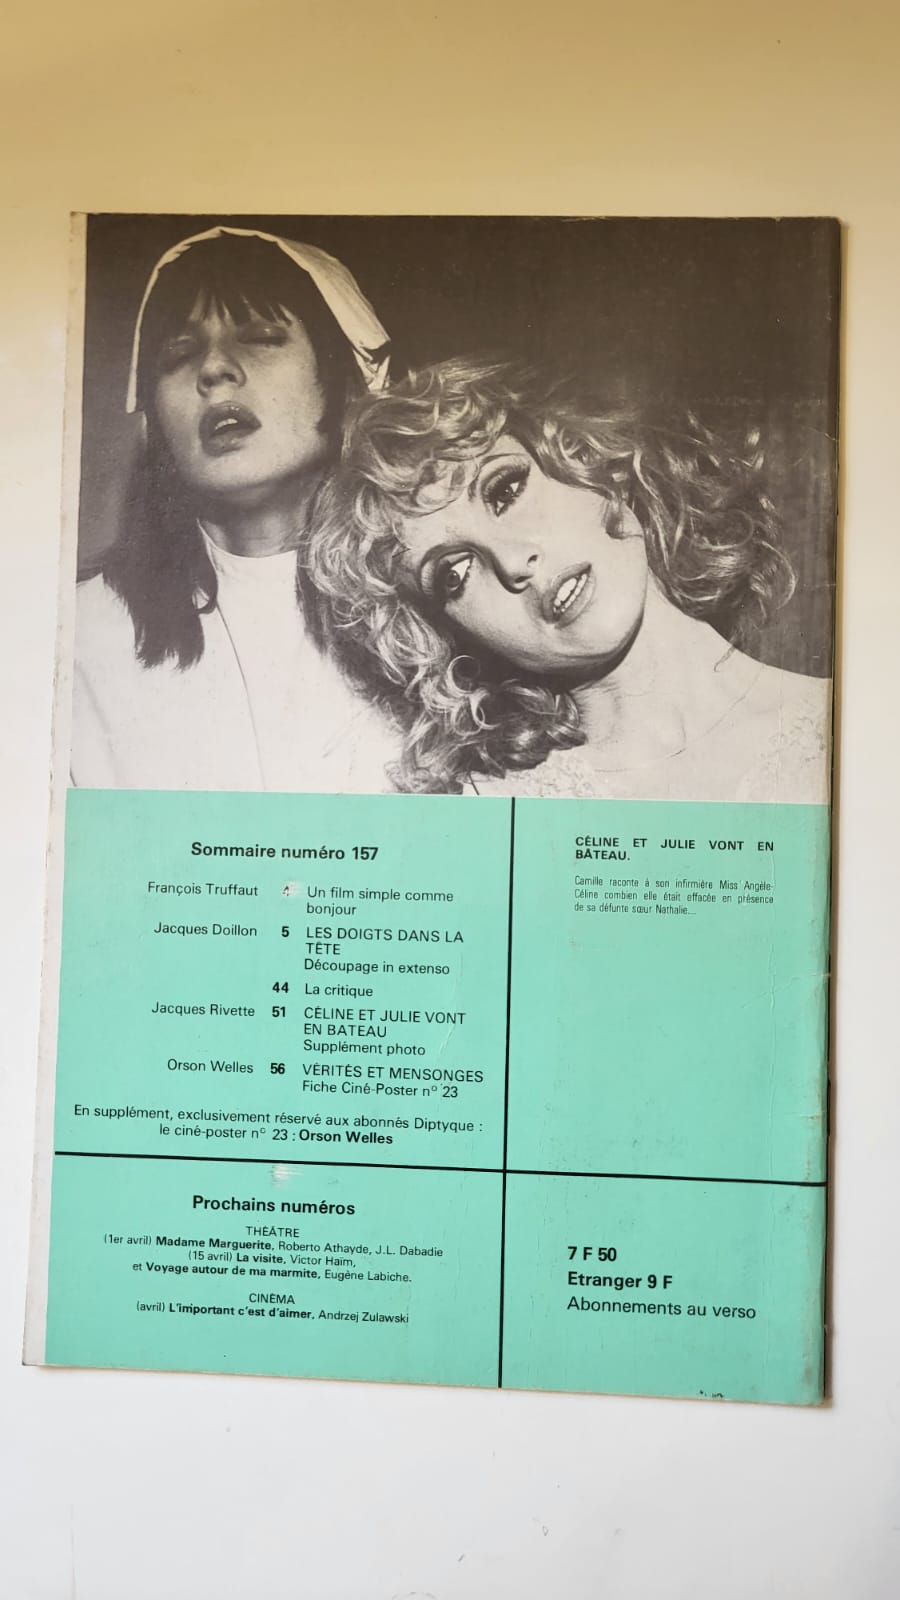 Sommaire numéro 157
François Truffaut 4 Un film simple comme
bonjour
Jacques Doillon 5 LES DOIGTS DANS LA
TÊTE
Découpage in extenso
44 La critique
Jacques Rivette 51 CÉLINE ET JULIE VONT
EN BATEAU
Supplément photo
Orson Welles 56 VÉRITÉS ET MENSONGES
Fiche Ciné-Poster nº 23
En supplément, exclusivement réservé aux abonnés Diptyque :
le ciné-poster nº 23 : Orson Welles
CÉLINE ET JULIE VONT EN
BÂTEAU.
Camille raconte à son infirmière Miss Angèle-
Céline combien elle était effacée en présence
de sa défunte sœur Nathalie...
Prochains numéros
THÉÂTRE
(1er avril) Madame Marguerite, Roberto Athayde, J.L. Dabadie
(15 avril) La visite, Victor Haïm,
et Voyage autour de ma marmite, Eugène Labiche.
CINÉMA
(avril) L'important c'est d'aimer, Andrzej Zulawski
7 F 50
Etranger 9 F
Abonnements au verso